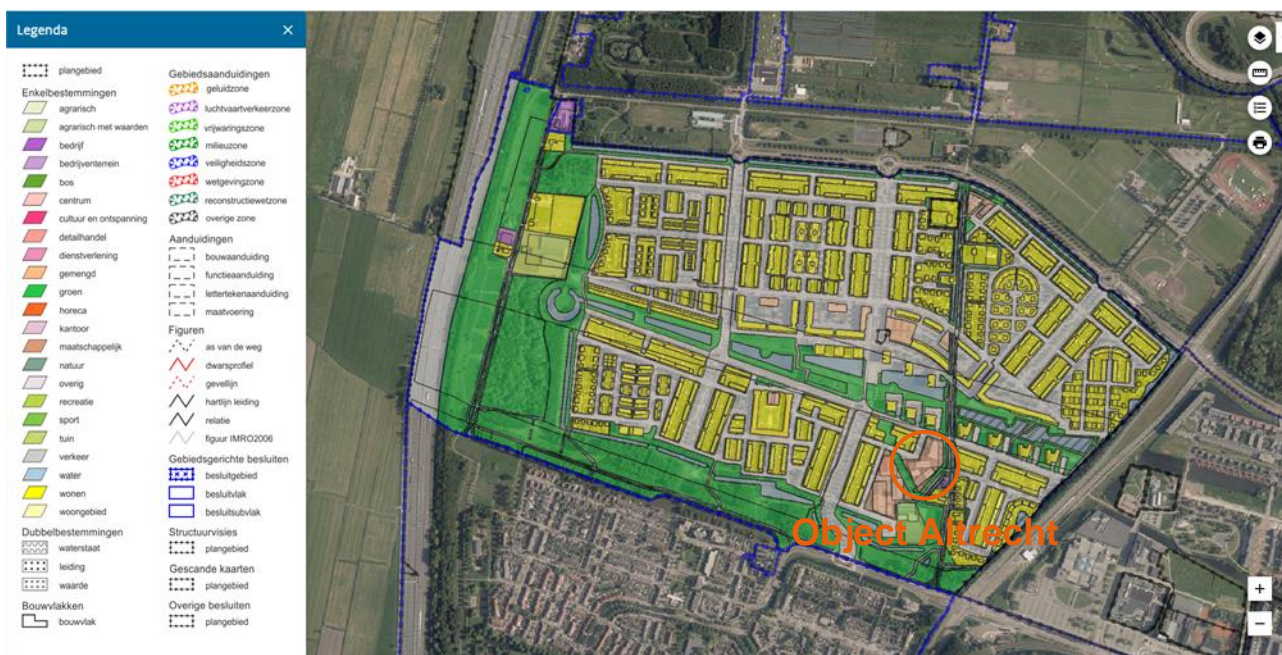 Legenda
plangebied
Enkelbestemmingen
agrarisch
agrarisch met waarden
bedrijf
bedrijventerrein
bos
centrum
cultuur en ontspanning
detailhandel
dienstverlening
gemengd
groen
horeca
kantoor
maatschappelijk
natuur
overig
recreatie
sport
tuin
verkeer
water
wonen
woongebied
Dubbelbestemmingen
waterstaat
leiding
waarde
Bouwvlakken
bouwvlak
Gebiedsaanduidingen
geluidzone
luchtvaartverkeerzone
vrijwaringszone
milieuzone
veiligheidszone
wetgevingzone
reconstructiewetzone
overige zone
Aanduidingen
bouwaanduiding
functieaanduiding
lettertekenaanduiding
maatvoering
Figuren
as van de weg
dwarsprofiel
gevellijn
hartlijn leiding
relatie
figuur IMRO2006
Gebiedsgerichte besluiten
besluitgebied
besluitvlak
besluitsubvlak
Structuurvisies
plangebied
Gescande kaarten
plangebied
Overige besluiten
plangebied
Object Altrecht